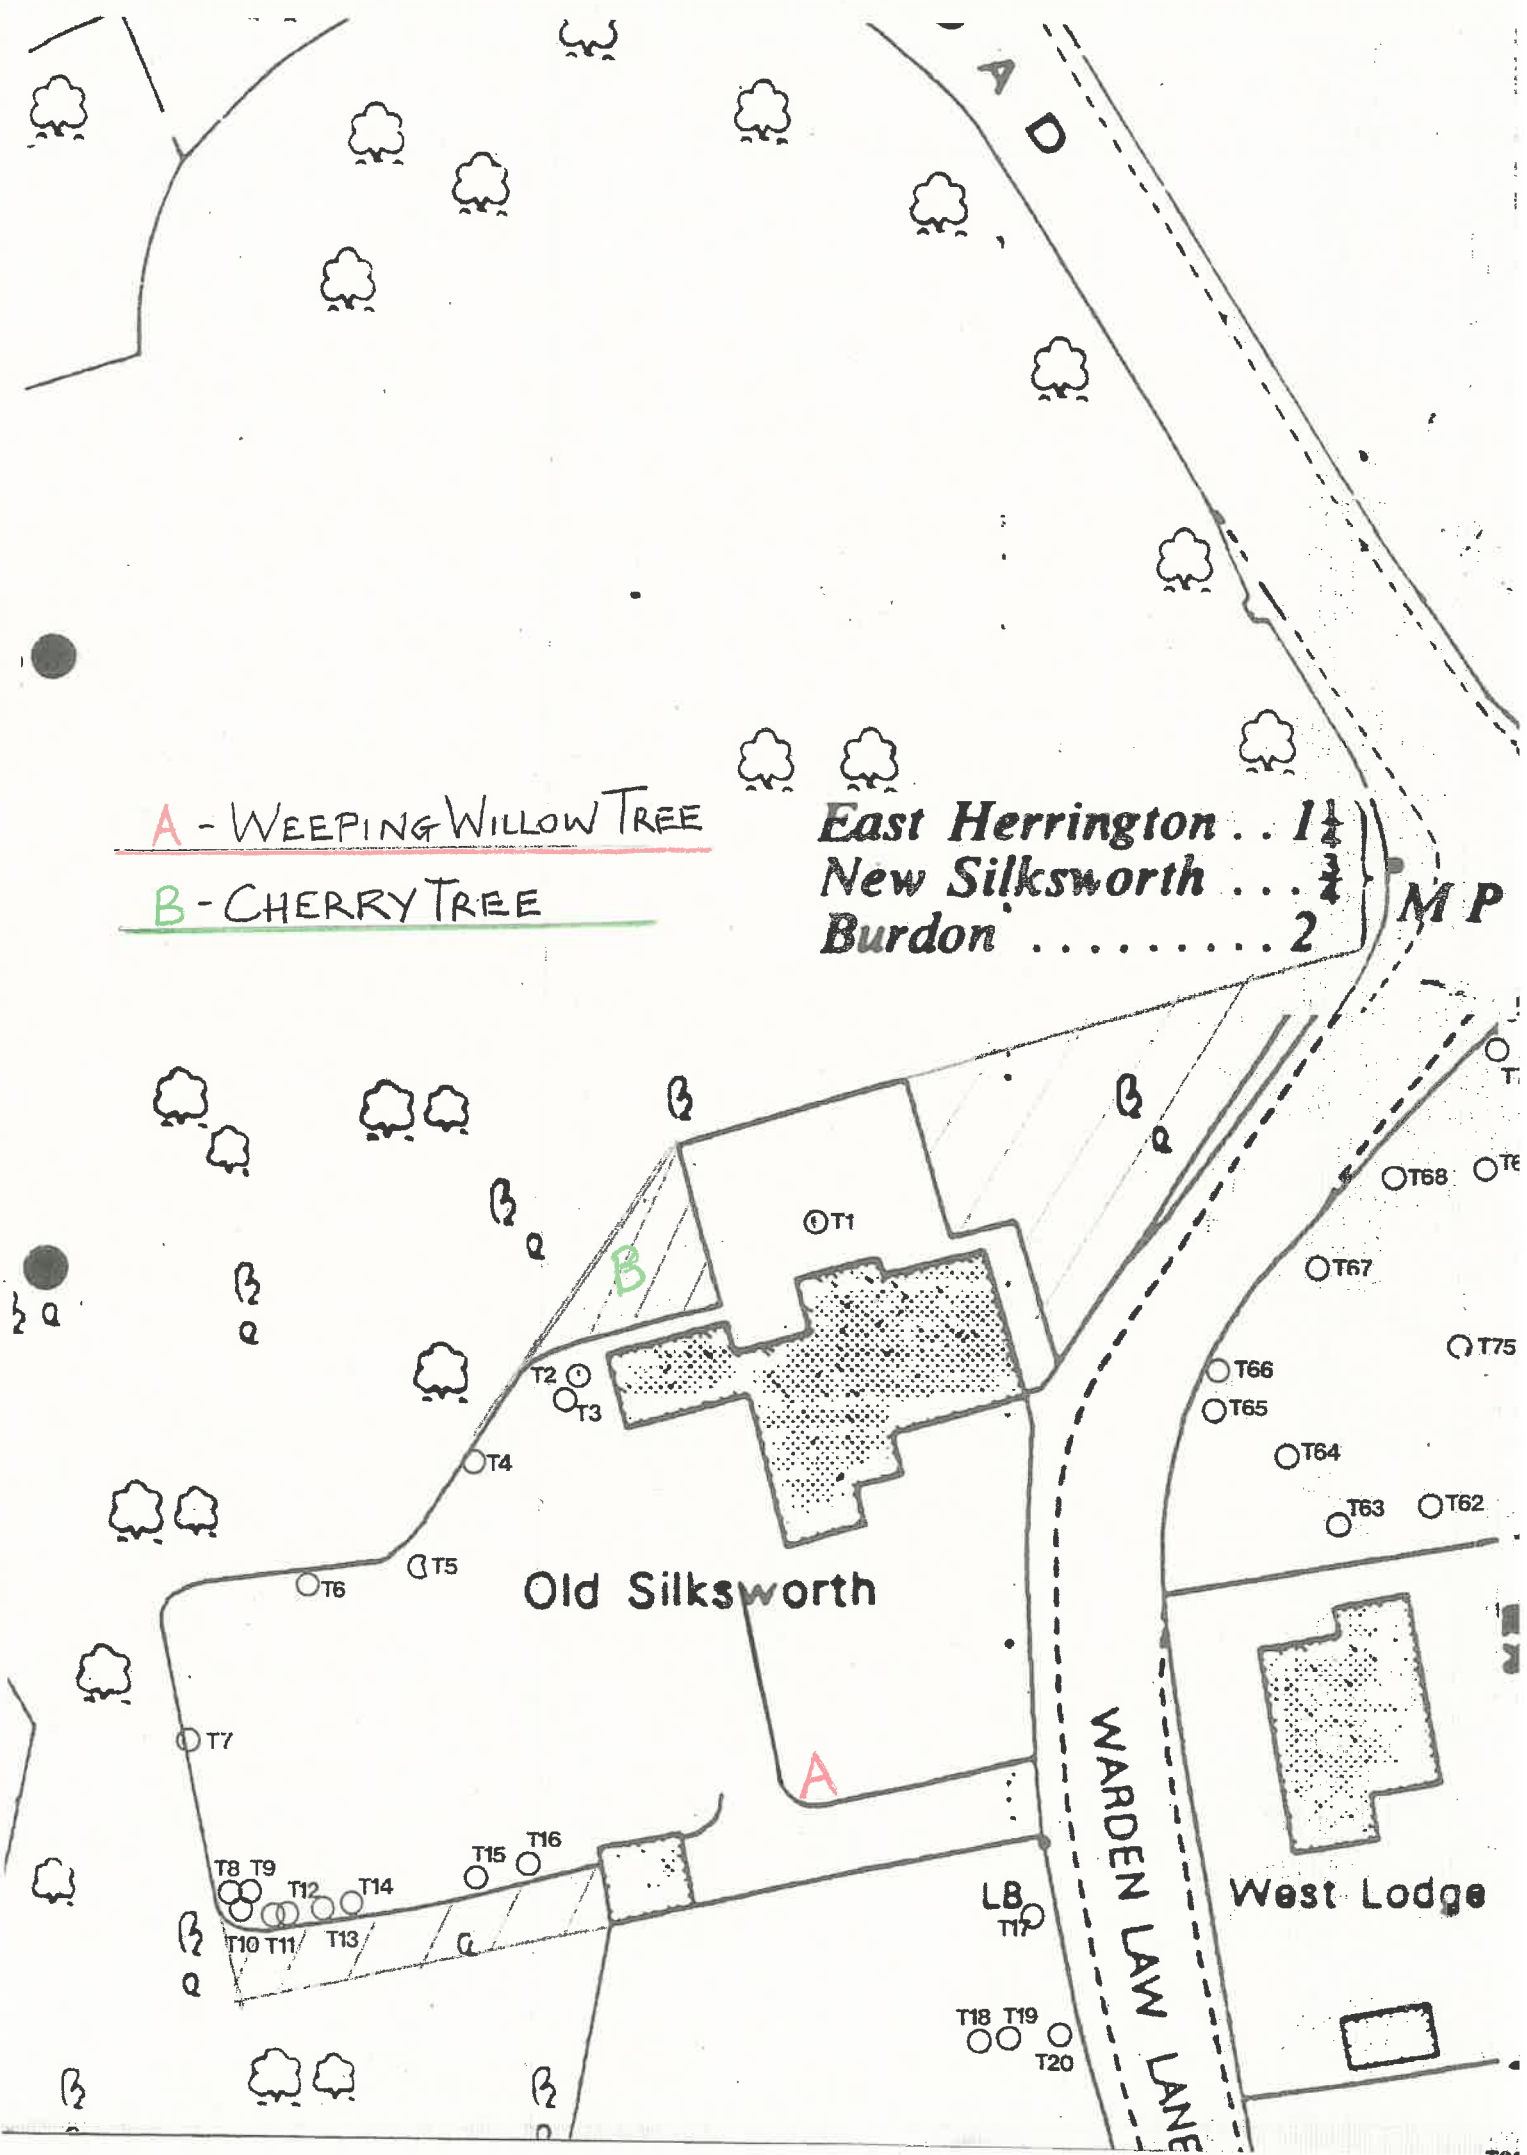 A D
A - WEEPING WILLOW TREE
B - CHERRY TREE
East Herrington . . 1¼
New Silksworth . . . ¾
Burdon . . . . . . . . . 2
M P
B
T1
T68
T67
T75
T66
T65
T64
T63
T62
T2
T3
T4
T5
T6
Old Silksworth
T7
A
WARDEN LAW LANE
T8 T9
T12
T14
T15
T16
T10 T11
T13
LB
T17
West Lodge
T18 T19
T20